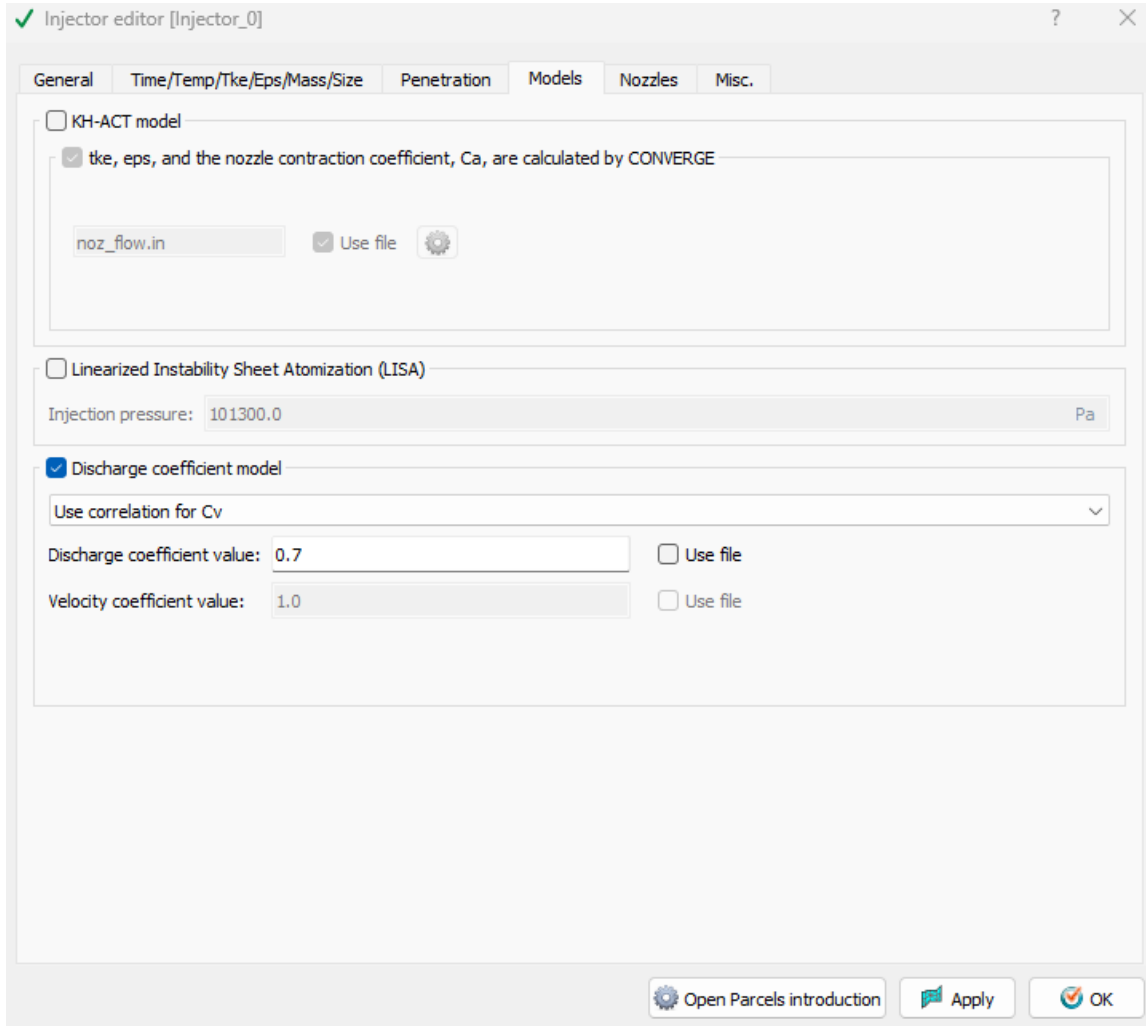 Injector editor [Injector_0] ?
General Time/Temp/Tke/Eps/Mass/Size Penetration Models Nozzles Misc.
KH-ACT model
tke, eps, and the nozzle contraction coefficient, Ca, are calculated by CONVERGE
noz_flow.in Use file
Linearized Instability Sheet Atomization (LISA)
Injection pressure: 101300.0 Pa
Discharge coefficient model
Use correlation for Cv
Discharge coefficient value: 0.7 Use file
Velocity coefficient value: 1.0 Use file
Open Parcels introduction Apply OK